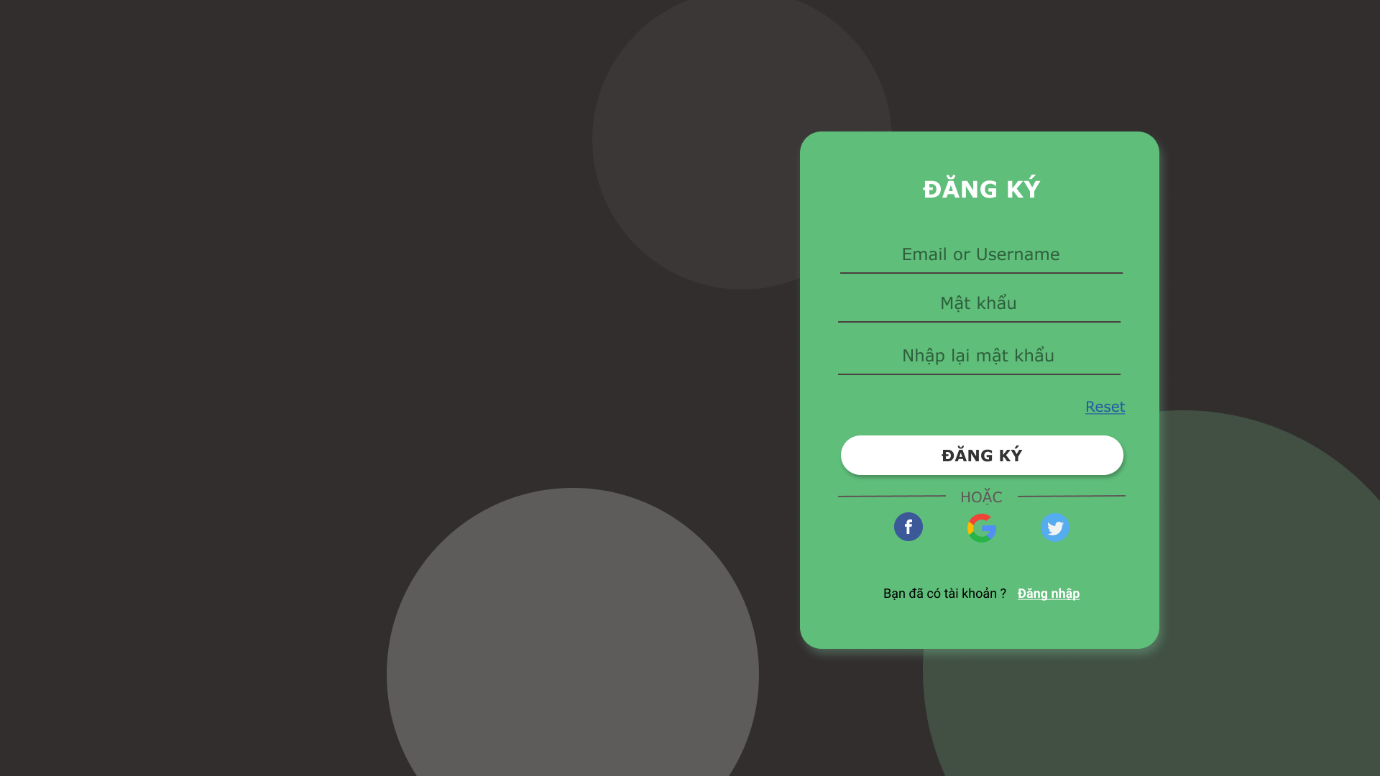 ĐĂNG KÝ
Email or Username
Mật khẩu
Nhập lại mật khẩu
Reset
ĐĂNG KÝ
HOẶC
Bạn đã có tài khoản ? Đăng nhập